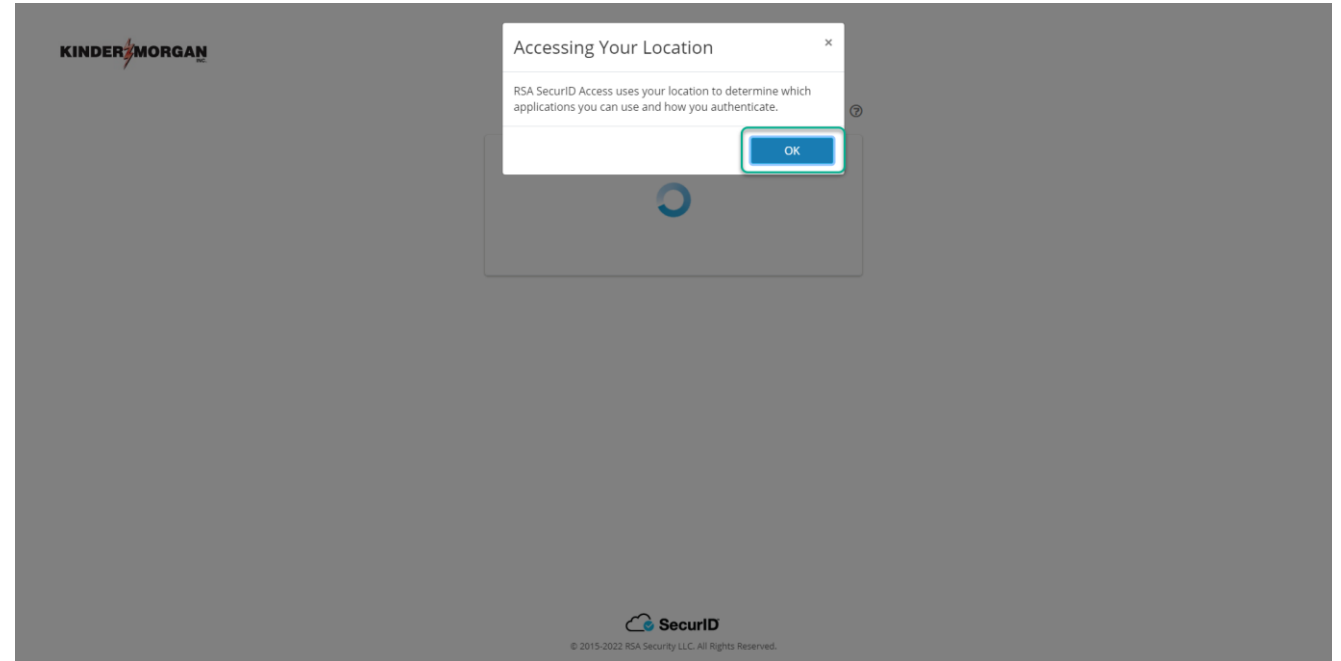 KINDER MORGAN
INC.
Accessing Your Location ×
RSA SecurID Access uses your location to determine which
applications you can use and how you authenticate.
?
OK
SecurID
© 2015-2022 RSA Security LLC. All Rights Reserved.